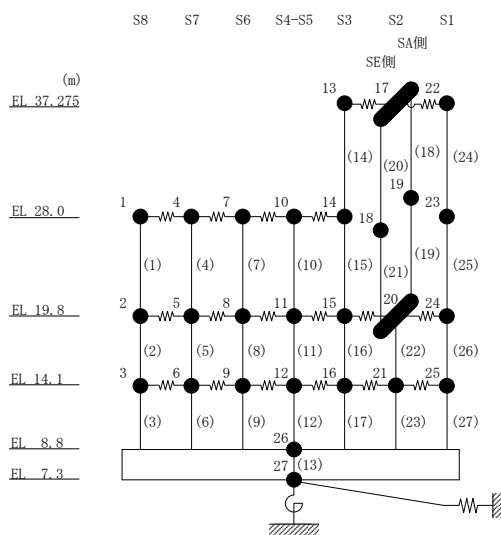 S8 S7 S6 S4-S5 S3 S2 S1
SA側
SE側
(m)
13 17 22
EL 37.275
(14) (20) (18) (24)
19
1 4 7 10 14 18 23
EL 28.0
(1) (4) (7) (10) (15) (21) (19) (25)
2 5 8 11 15 20 24
EL 19.8
(2) (5) (8) (11) (16) (22) (26)
3 6 9 12 16 21 25
EL 14.1
(3) (6) (9) (12) (17) (23) (27)
26
EL 8.8
27 (13)
EL 7.3